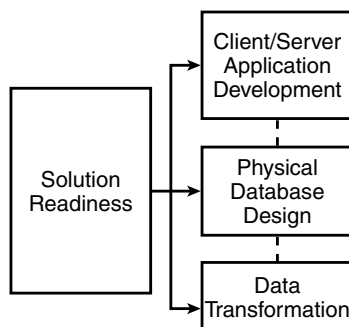 Client/Server
Application
Development
Solution
Readiness
Physical
Database
Design
Data
Transformation